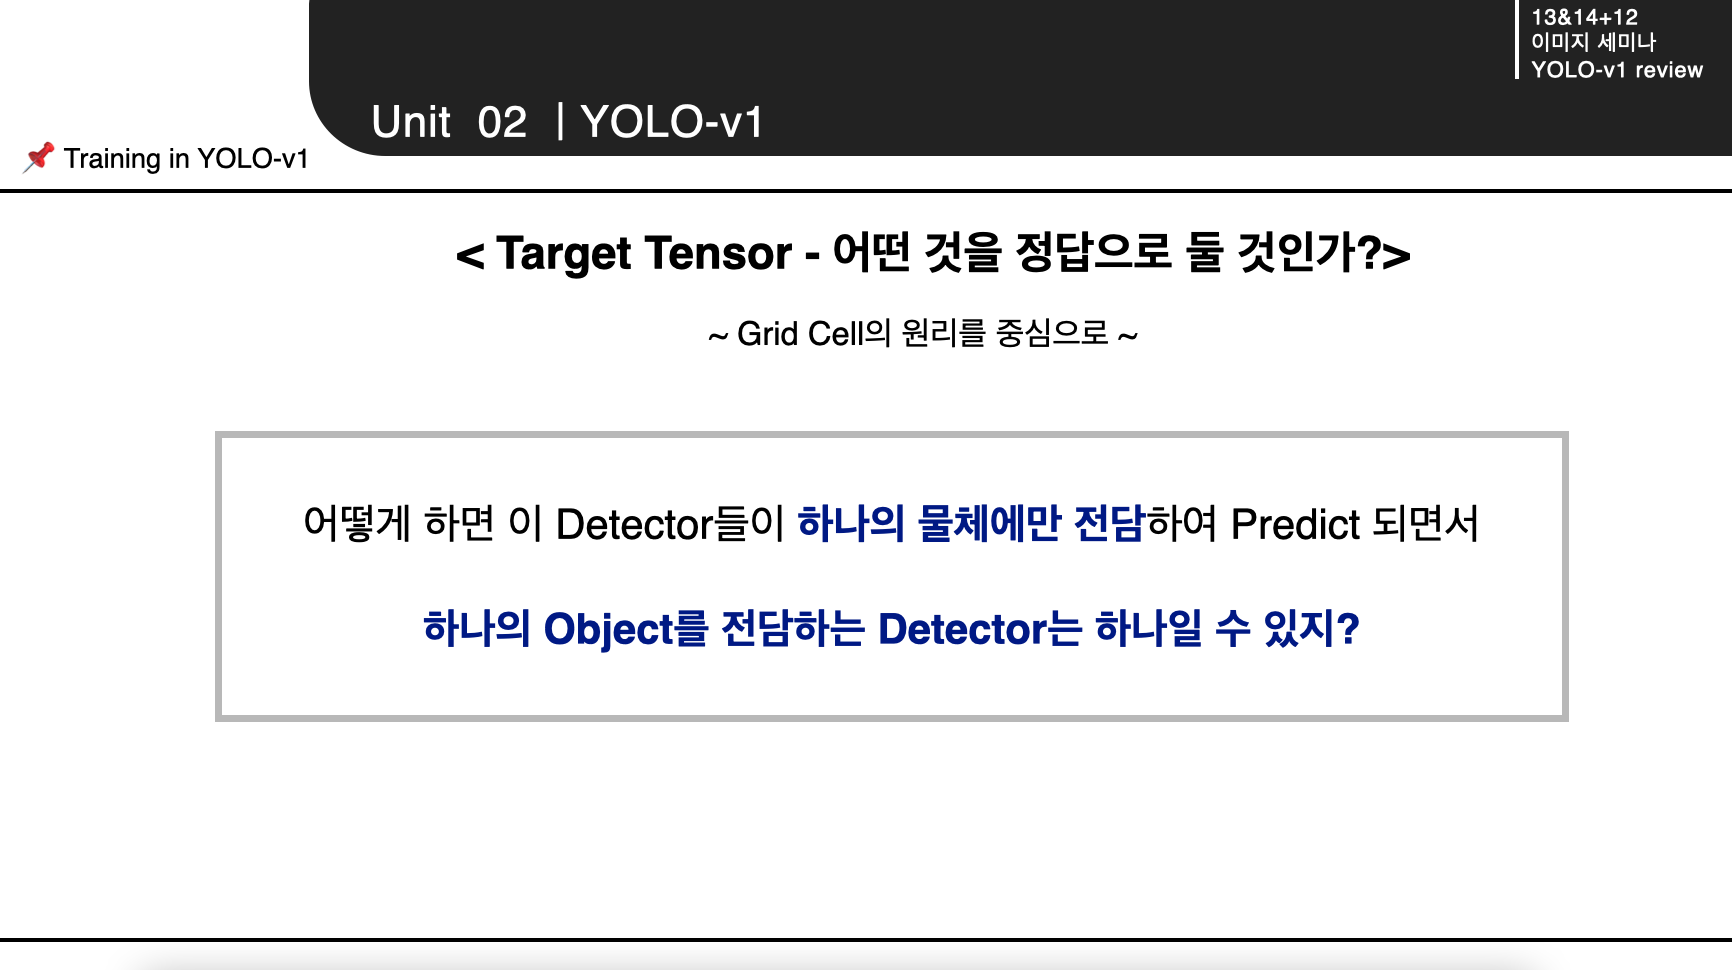 13&14+12
이미지 세미나
YOLO-v1 review
Unit 02 | YOLO-v1
📌 Training in YOLO-v1
< Target Tensor - 어떤 것을 정답으로 둘 것인가?>
~ Grid Cell의 원리를 중심으로 ~
어떻게 하면 이 Detector들이 하나의 물체에만 전담하여 Predict 되면서
하나의 Object를 전담하는 Detector는 하나일 수 있지?